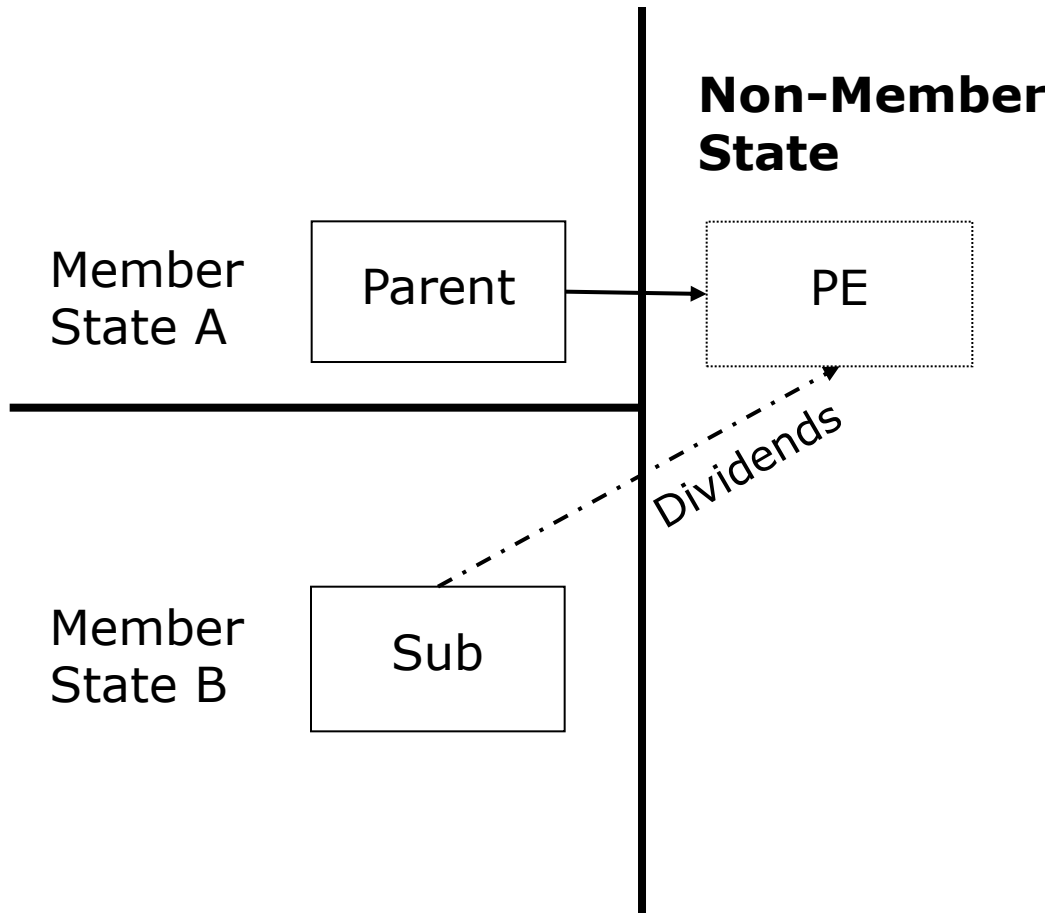 Non-Member
State
Member
State A
Parent
PE
Dividends
Member
State B
Sub